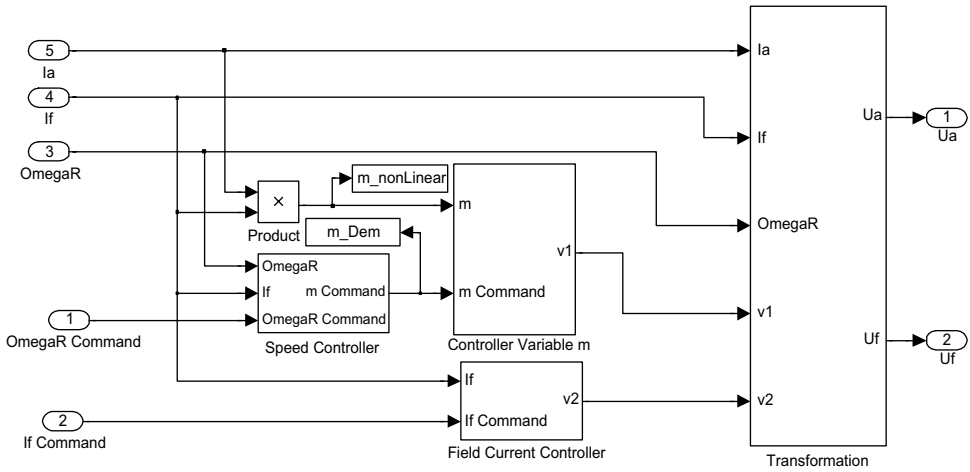 5
Ia
4
If
3
OmegaR
1
OmegaR Command
2
If Command
×
Product
m_nonLinear
m_Dem
OmegaR
If
m Command
OmegaR Command
Speed Controller
m
v1
m Command
Controller Variable m
If
v2
If Command
Field Current Controller
Ia
If
OmegaR
v1
v2
Ua
Uf
Transformation
1
Ua
2
Uf